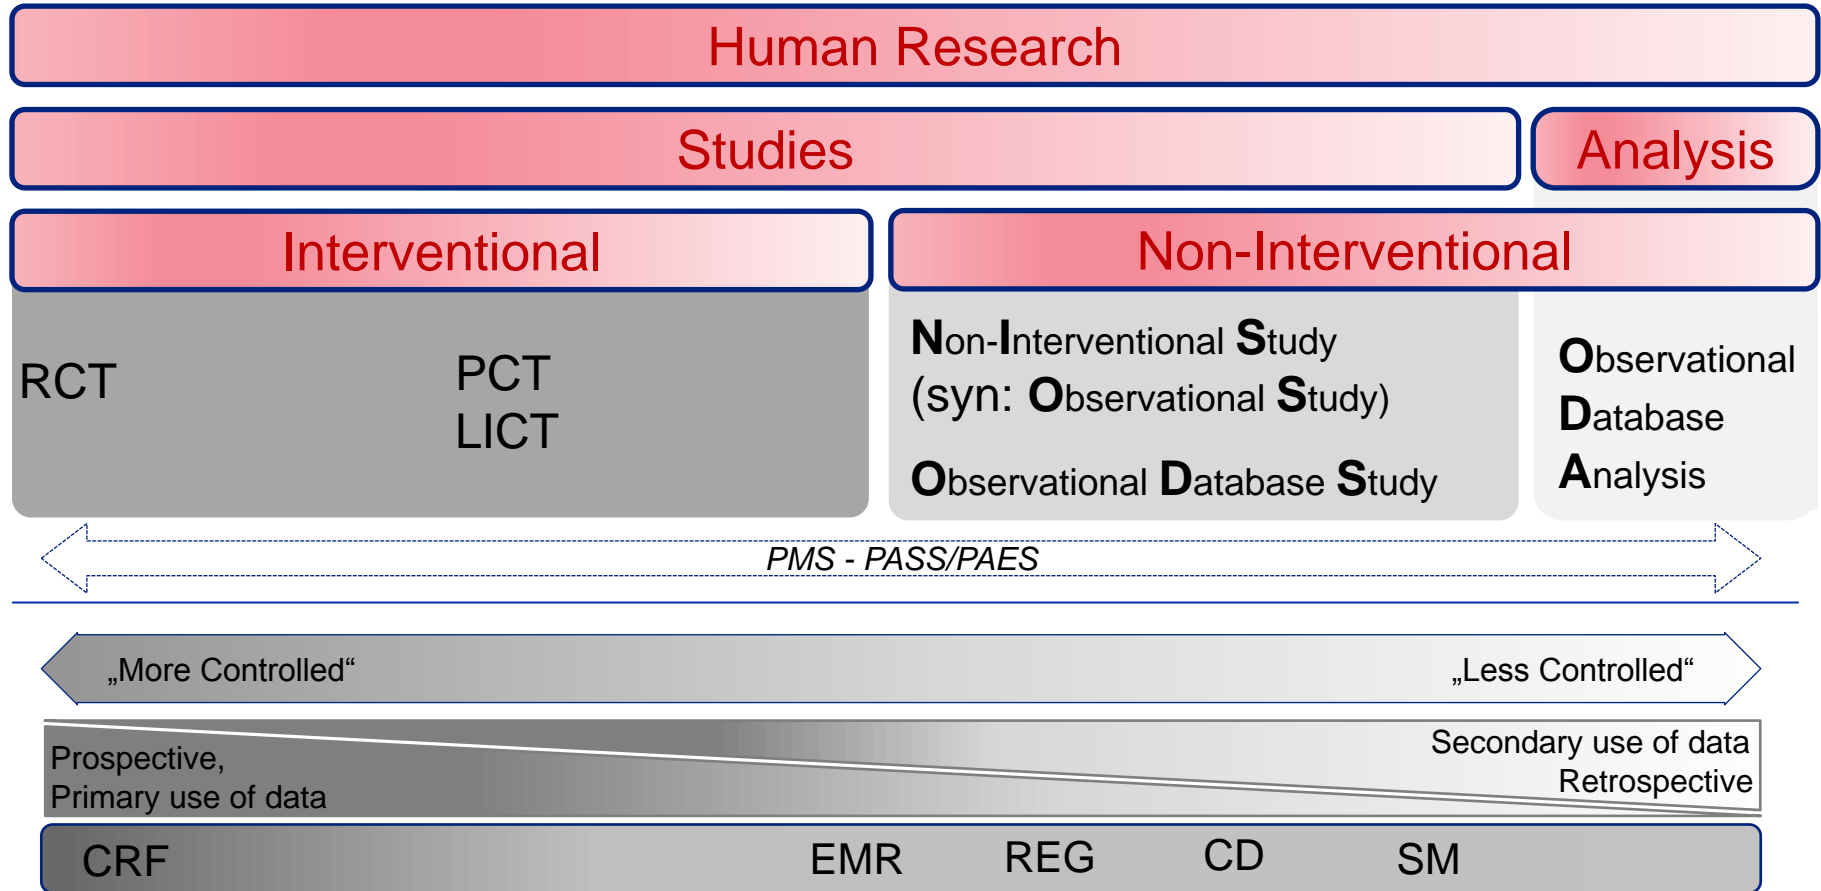 Human Research
Studies
Analysis
Interventional
Non-Interventional
RCT
PCT
LICT
Non-Interventional Study
(syn: Observational Study)
Observational Database Study
Observational
Database
Analysis
PMS - PASS/PAES
„More Controlled“
„Less Controlled“
Prospective,
Primary use of data
Secondary use of data
Retrospective
CRF
EMR
REG
CD
SM